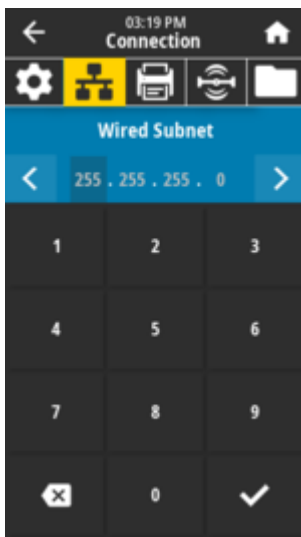 03:19 PM
Connection
Wired Subnet
255 . 255 . 255 . 0
1 2 3
4 5 6
7 8 9
0